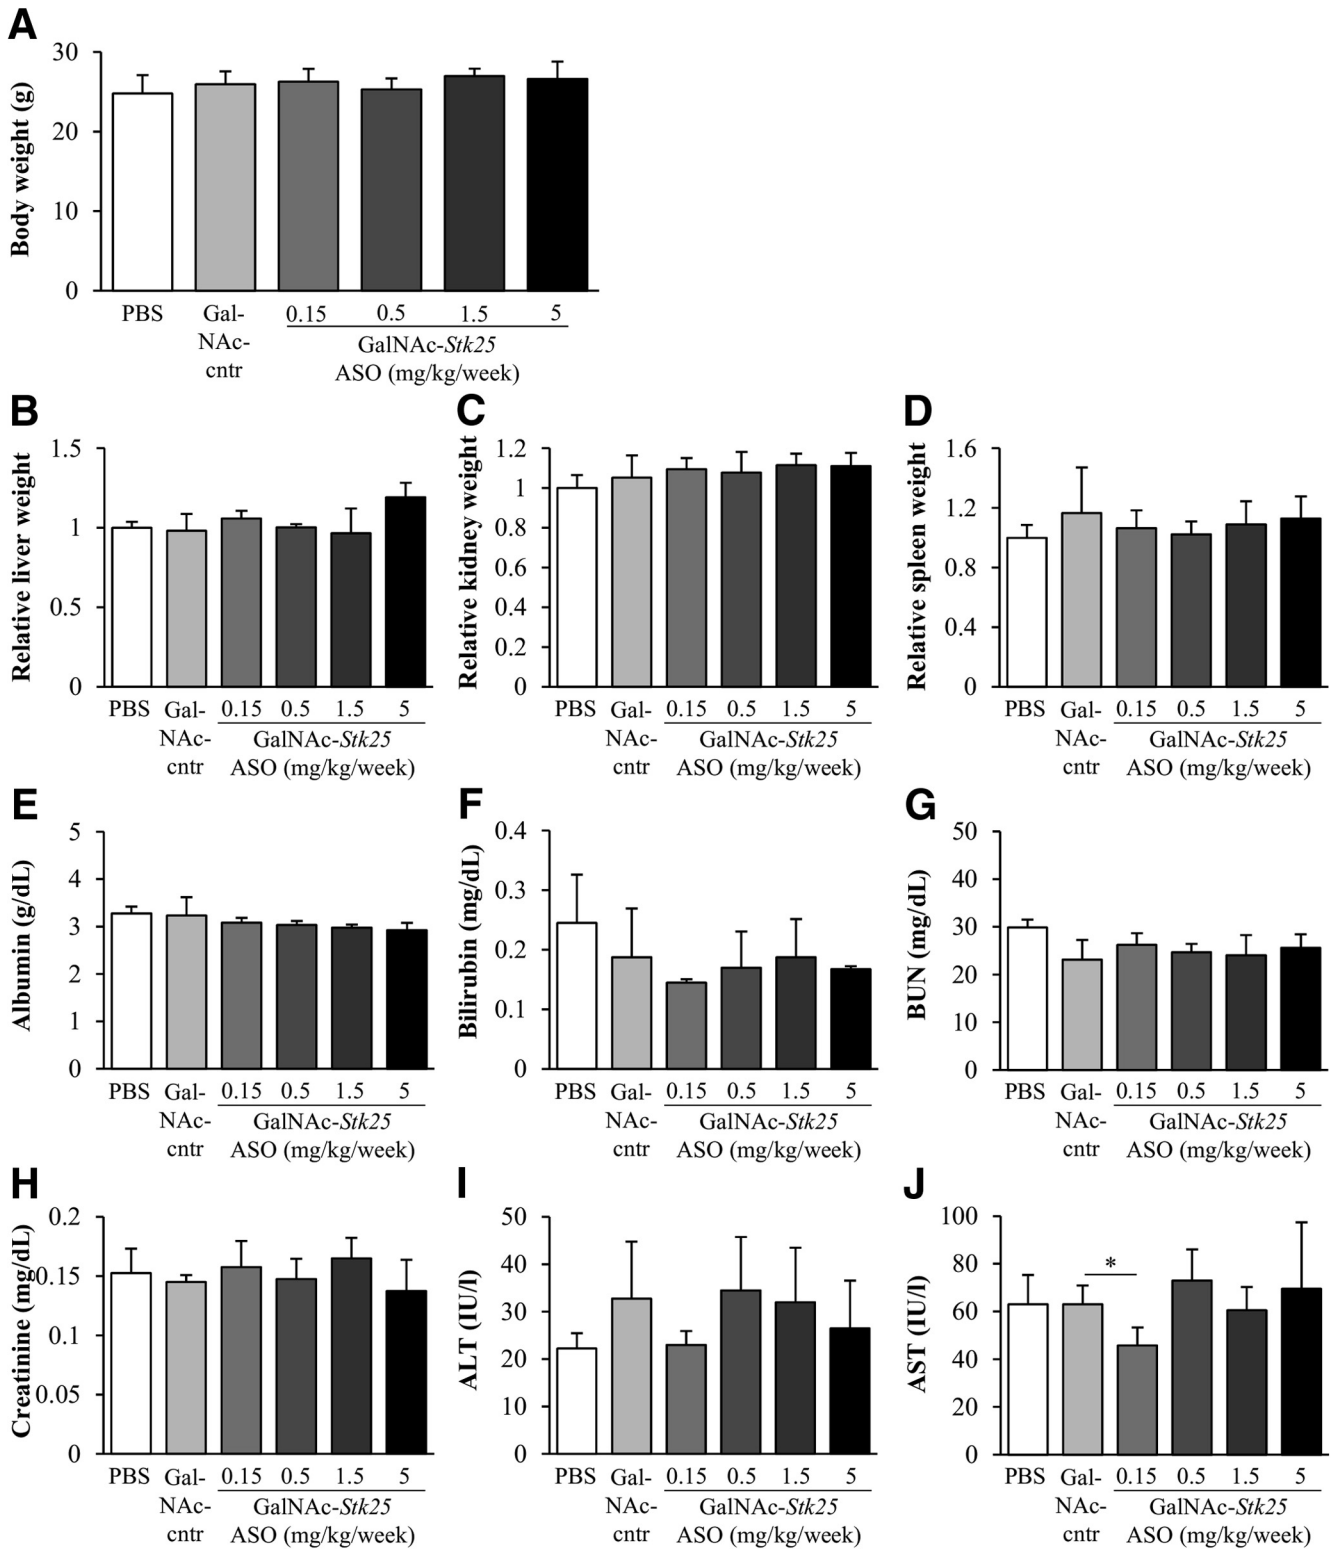 A
Body weight (g)
30
20
10
0
PBS
Gal-
NAc-
cntr
0.15 0.5 1.5 5
GalNAc-Stk25
ASO (mg/kg/week)
B
Relative liver weight
1.5
1
0.5
0
PBS
Gal-
NAc-
cntr
0.15 0.5 1.5 5
GalNAc-Stk25
ASO (mg/kg/week)
C
Relative kidney weight
1.2
1
0.8
0.6
0.4
0.2
0
PBS
Gal-
NAc-
cntr
0.15 0.5 1.5 5
GalNAc-Stk25
ASO (mg/kg/week)
D
Relative spleen weight
1.6
1.2
0.8
0.4
0
PBS
Gal-
NAc-
cntr
0.15 0.5 1.5 5
GalNAc-Stk25
ASO (mg/kg/week)
E
Albumin (g/dL)
5
4
3
2
1
0
PBS
Gal-
NAc-
cntr
0.15 0.5 1.5 5
GalNAc-Stk25
ASO (mg/kg/week)
F
Bilirubin (mg/dL)
0.4
0.3
0.2
0.1
0
PBS
Gal-
NAc-
cntr
0.15 0.5 1.5 5
GalNAc-Stk25
ASO (mg/kg/week)
G
BUN (mg/dL)
50
40
30
20
10
0
PBS
Gal-
NAc-
cntr
0.15 0.5 1.5 5
GalNAc-Stk25
ASO (mg/kg/week)
H
Creatinine (mg/dL)
0.2
0.15
0.1
0.05
0
PBS
Gal-
NAc-
cntr
0.15 0.5 1.5 5
GalNAc-Stk25
ASO (mg/kg/week)
I
ALT (IU/l)
50
40
30
20
10
0
PBS
Gal-
NAc-
cntr
0.15 0.5 1.5 5
GalNAc-Stk25
ASO (mg/kg/week)
J
AST (IU/l)
100
80
60
40
20
0
*
PBS
Gal-
NAc-
cntr
0.15 0.5 1.5 5
GalNAc-Stk25
ASO (mg/kg/week)